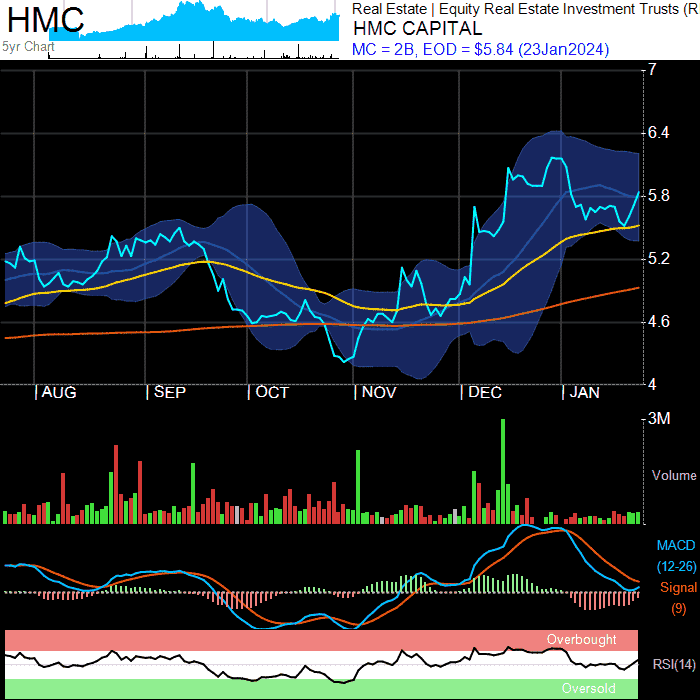 HMC
5yr Chart
Real Estate | Equity Real Estate Investment Trusts (R
HMC CAPITAL
MC = 2B, EOD = $5.84 (23Jan2024)
7
6.4
5.8
5.2
4.6
4
| AUG | SEP | OCT | NOV | DEC | JAN
3M
Volume
MACD
(12-26)
Signal
(9)
Overbought
RSI(14)
Oversold